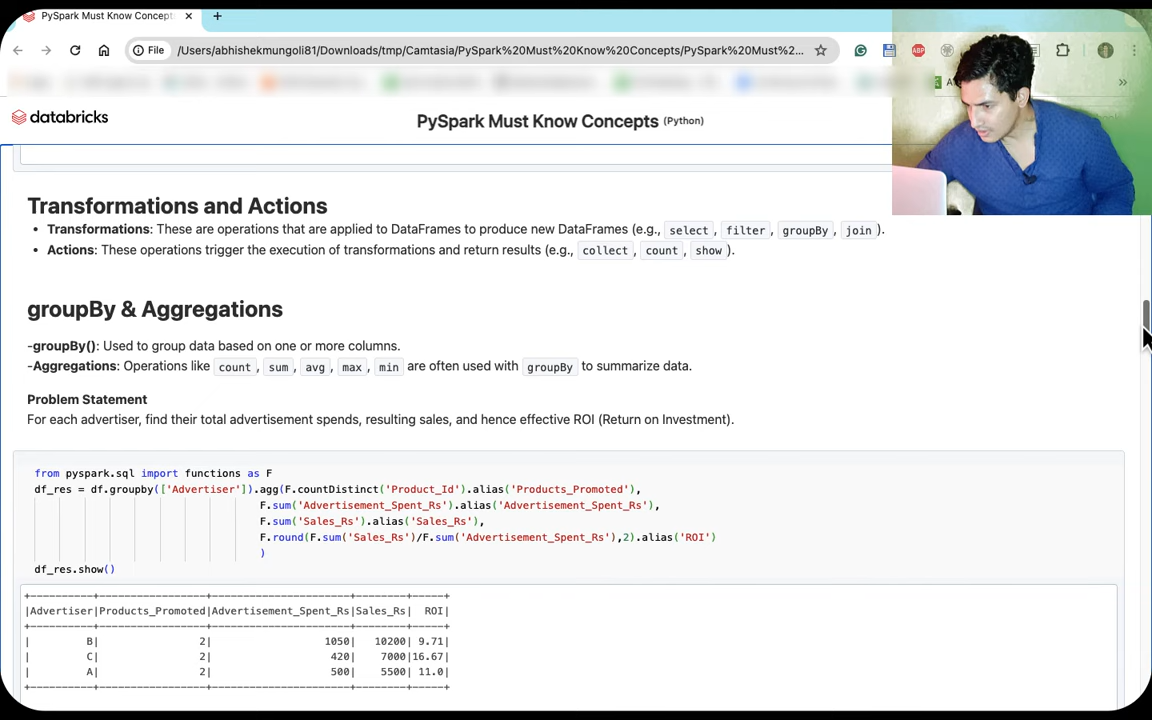 PySpark Must Know Concept
File
/Users/abhishekmungoli81/Downloads/tmp/Camtasia/PySpark%20Must%20Know%20Concepts/PySpark%20Must%2...
ABP
databricks
PySpark Must Know Concepts (Python)
Transformations and Actions
• Transformations: These are operations that are applied to DataFrames to produce new DataFrames (e.g., select , filter , groupBy , join ).
• Actions: These operations trigger the execution of transformations and return results (e.g., collect , count , show ).
groupBy & Aggregations
-groupBy(): Used to group data based on one or more columns.
-Aggregations: Operations like count , sum , avg , max , min are often used with groupBy to summarize data.
Problem Statement
For each advertiser, find their total advertisement spends, resulting sales, and hence effective ROI (Return on Investment).
from pyspark.sql import functions as F
df_res = df.groupby(['Advertiser']).agg(F.countDistinct('Product_Id').alias('Products_Promoted'),
F.sum('Advertisement_Spent_Rs').alias('Advertisement_Spent_Rs'),
F.sum('Sales_Rs').alias('Sales_Rs'),
F.round(F.sum('Sales_Rs')/F.sum('Advertisement_Spent_Rs'),2).alias('ROI')
)
df_res.show()
+----------+-----------------+----------------------+--------+-----+
|Advertiser|Products_Promoted|Advertisement_Spent_Rs|Sales_Rs|  ROI|
+----------+-----------------+----------------------+--------+-----+
|         B|                2|                  1050|   10200| 9.71|
|         C|                2|                   420|    7000|16.67|
|         A|                2|                   500|    5500| 11.0|
+----------+-----------------+----------------------+--------+-----+